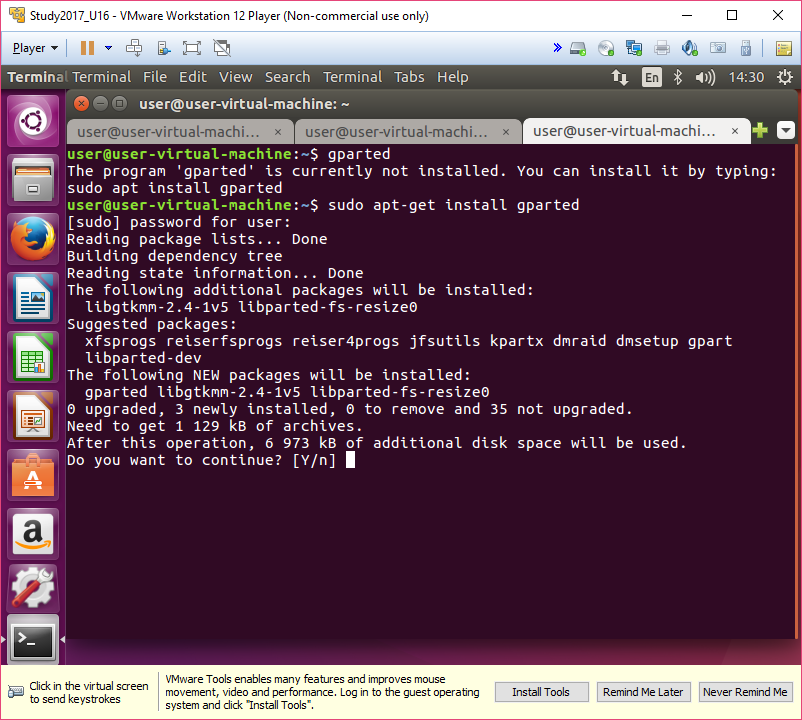 Study2017_U16 - VMware Workstation 12 Player (Non-commercial use only)
Player
Terminal Terminal File Edit View Search Terminal Tabs Help En 14:30
user@user-virtual-machine: ~
user@user-virtual-machi... × user@user-virtual-machi... × user@user-virtual-machi... ×
user@user-virtual-machine:~$ gparted
The program 'gparted' is currently not installed. You can install it by typing:
sudo apt install gparted
user@user-virtual-machine:~$ sudo apt-get install gparted
[sudo] password for user:
Reading package lists... Done
Building dependency tree
Reading state information... Done
The following additional packages will be installed:
libgtkmm-2.4-1v5 libparted-fs-resize0
Suggested packages:
xfsprogs reiserfsprogs reiser4progs jfsutils kpartx dmraid dmsetup gpart
libparted-dev
The following NEW packages will be installed:
gparted libgtkmm-2.4-1v5 libparted-fs-resize0
0 upgraded, 3 newly installed, 0 to remove and 35 not upgraded.
Need to get 1 129 kB of archives.
After this operation, 6 973 kB of additional disk space will be used.
Do you want to continue? [Y/n]
Click in the virtual screen
to send keystrokes
VMware Tools enables many features and improves mouse
movement, video and performance. Log in to the guest operating
system and click "Install Tools".
Install Tools Remind Me Later Never Remind Me